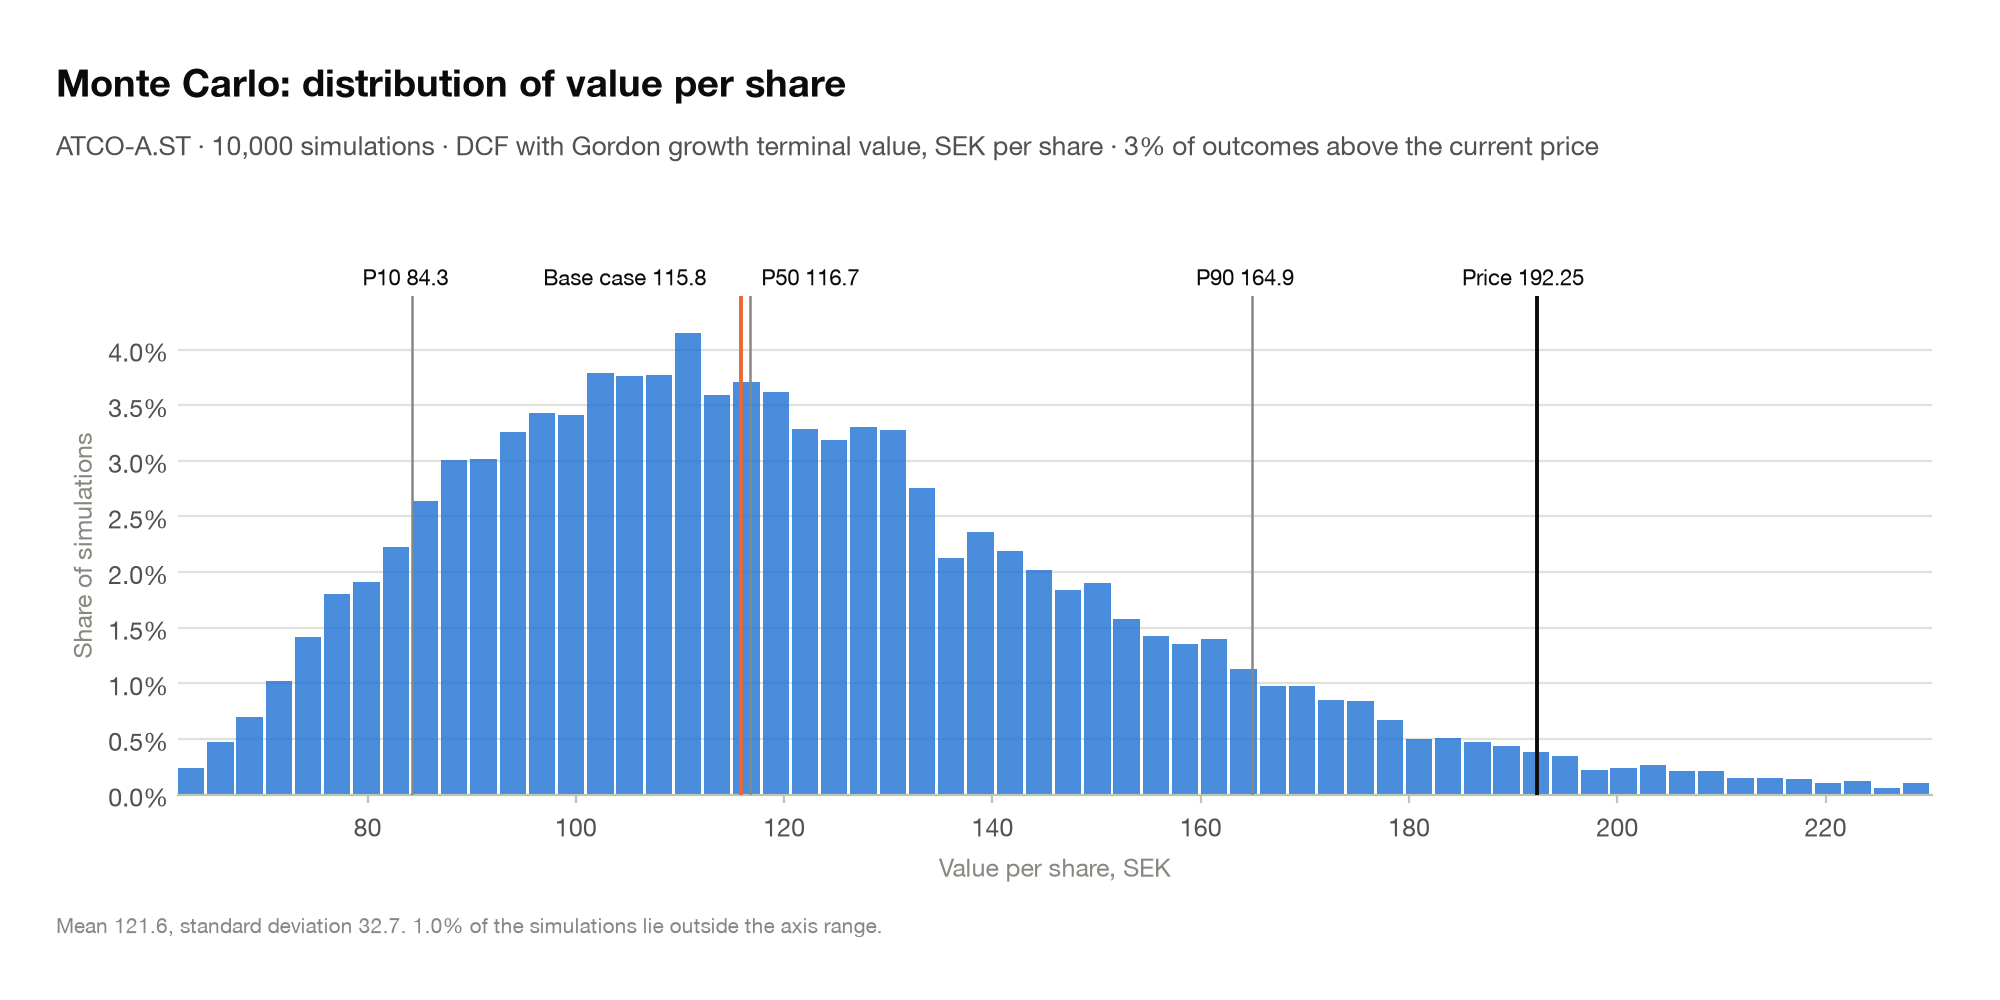 Monte Carlo: distribution of value per share
ATCO-A.ST · 10,000 simulations · DCF with Gordon growth terminal value, SEK per share · 3% of outcomes above the current price
P10 84.3
Base case 115.8
P50 116.7
P90 164.9
Price 192.25
4.0%
3.5%
3.0%
2.5%
2.0%
1.5%
1.0%
0.5%
0.0%
Share of simulations
80
100
120
140
160
180
200
220
Value per share, SEK
Mean 121.6, standard deviation 32.7. 1.0% of the simulations lie outside the axis range.